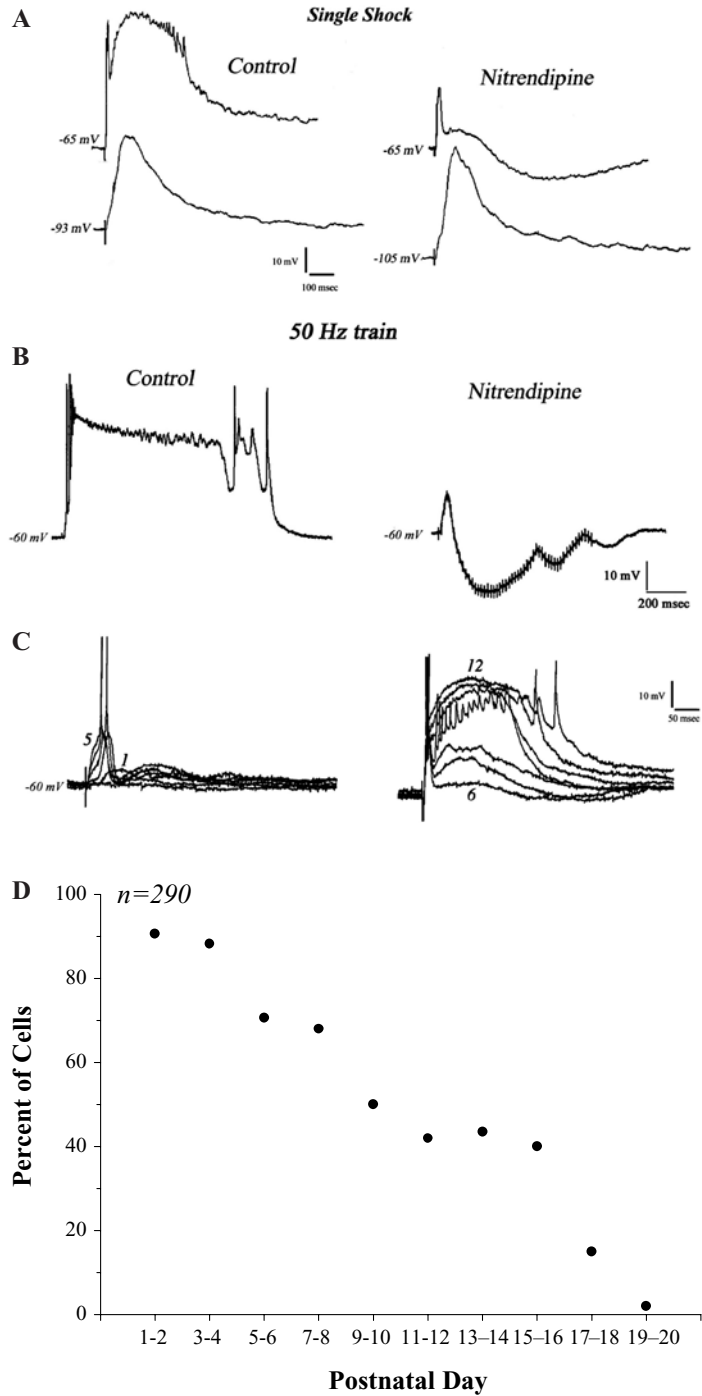 A
Single Shock
Control
Nitrendipine
-65 mV
-65 mV
-93 mV
-105 mV
10 mV
100 msec
50 Hz train
B
Control
Nitrendipine
-60 mV
-60 mV
10 mV
200 msec
C
5
1
-60 mV
12
6
10 mV
50 msec
D
n=290
Percent of Cells
100
80
60
40
20
0
1-2 3-4 5-6 7-8 9-10 11-12 13–14 15–16 17–18 19–20
Postnatal Day